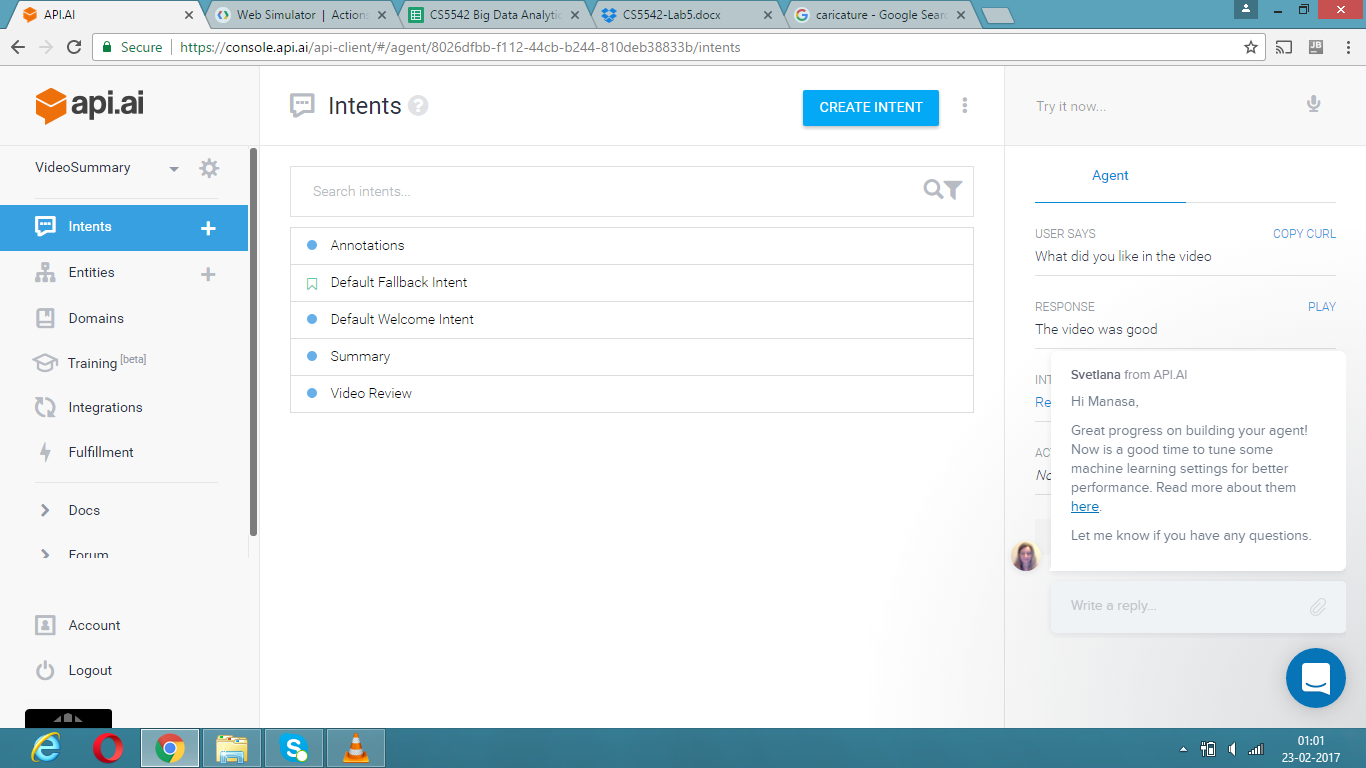 API.AI
Web Simulator | Actions
CS5542 Big Data Analytic
CS5542-Lab5.docx
caricature - Google Sear
Secure
https://console.api.ai/api-client/#/agent/8026dfbb-f112-44cb-b244-810deb38833b/intents
JB
api.ai
VideoSummary
Intents
Entities
Domains
Training [beta]
Integrations
Fulfillment
Docs
Forum
Account
Logout
Intents ?
CREATE INTENT
Search intents...
Annotations
Default Fallback Intent
Default Welcome Intent
Summary
Video Review
Try it now...
Agent
USER SAYS COPY CURL
What did you like in the video
RESPONSE PLAY
The video was good
INT
Re
AC
No
Svetlana from API.AI
Hi Manasa,
Great progress on building your agent!
Now is a good time to tune some
machine learning settings for better
performance. Read more about them
here.
Let me know if you have any questions.
Write a reply...
01:01
23-02-2017